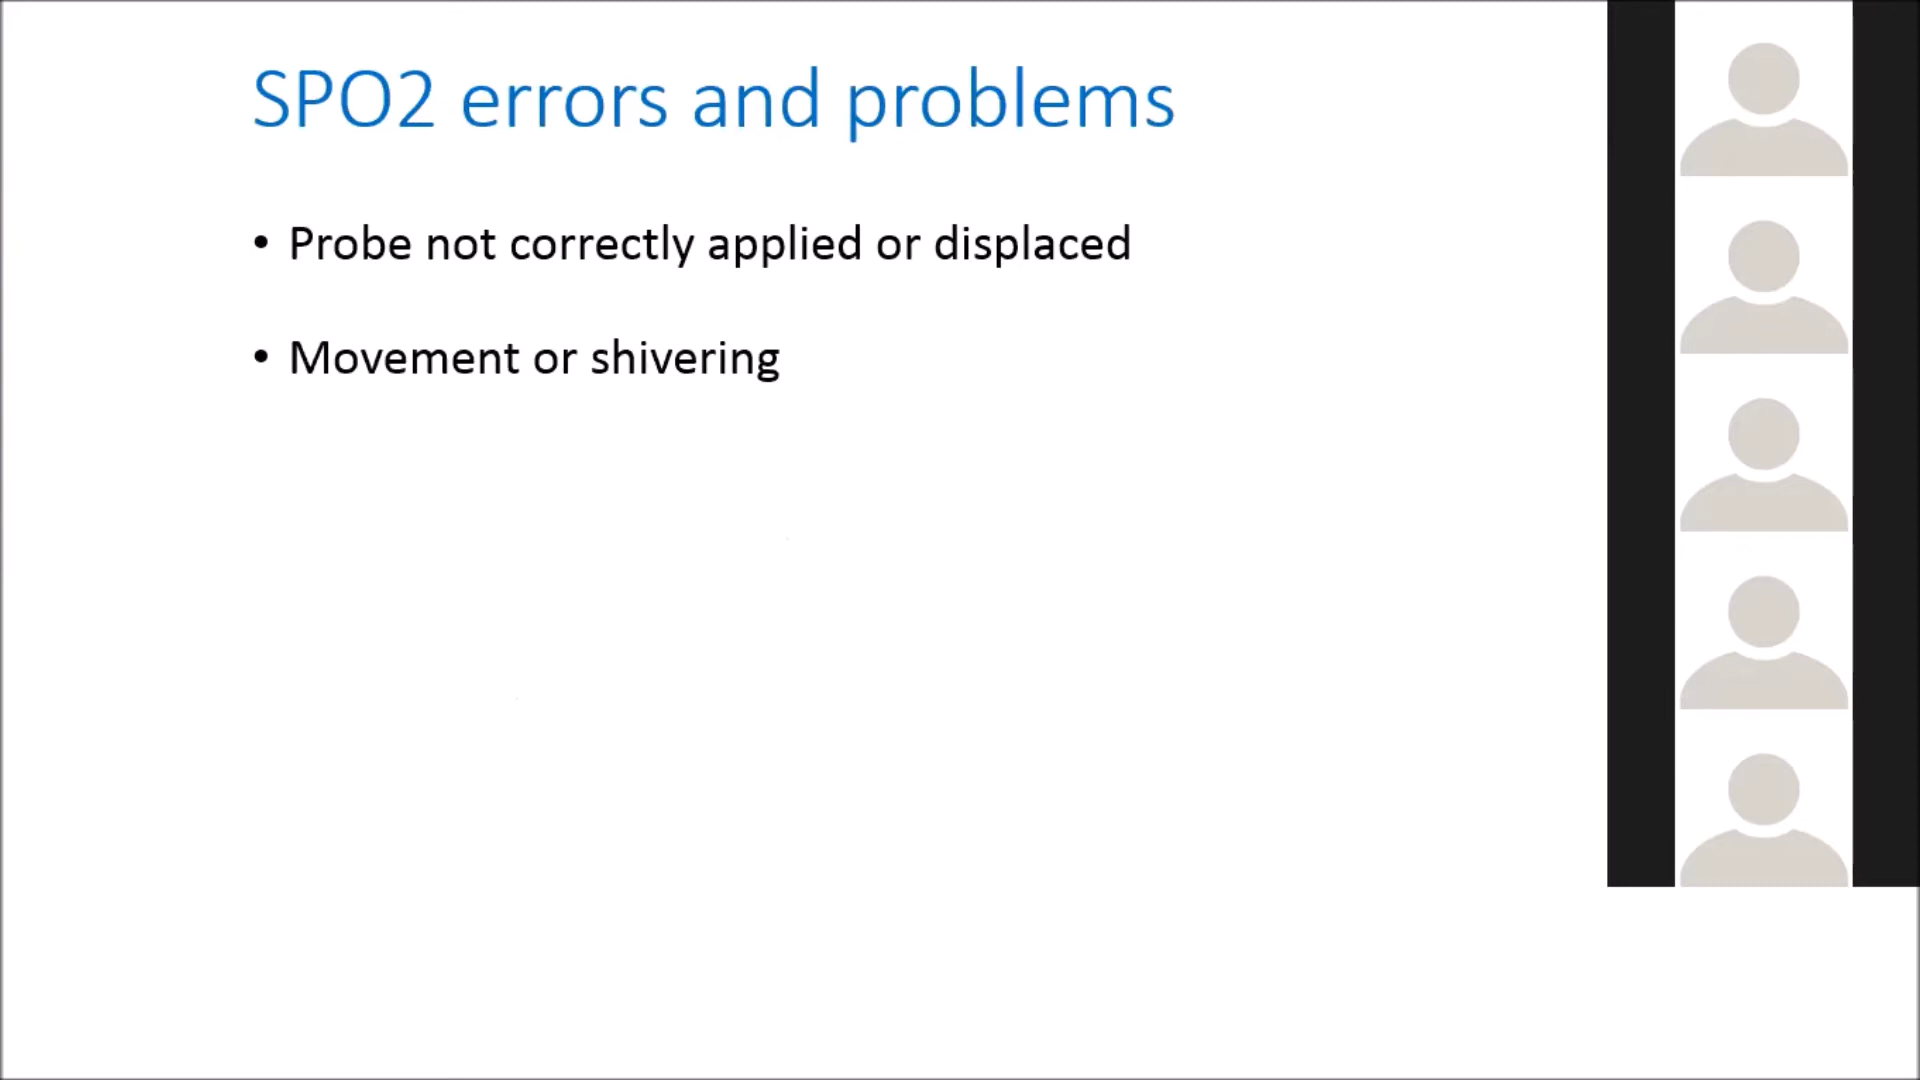 SPO2 errors and problems
• Probe not correctly applied or displaced
• Movement or shivering